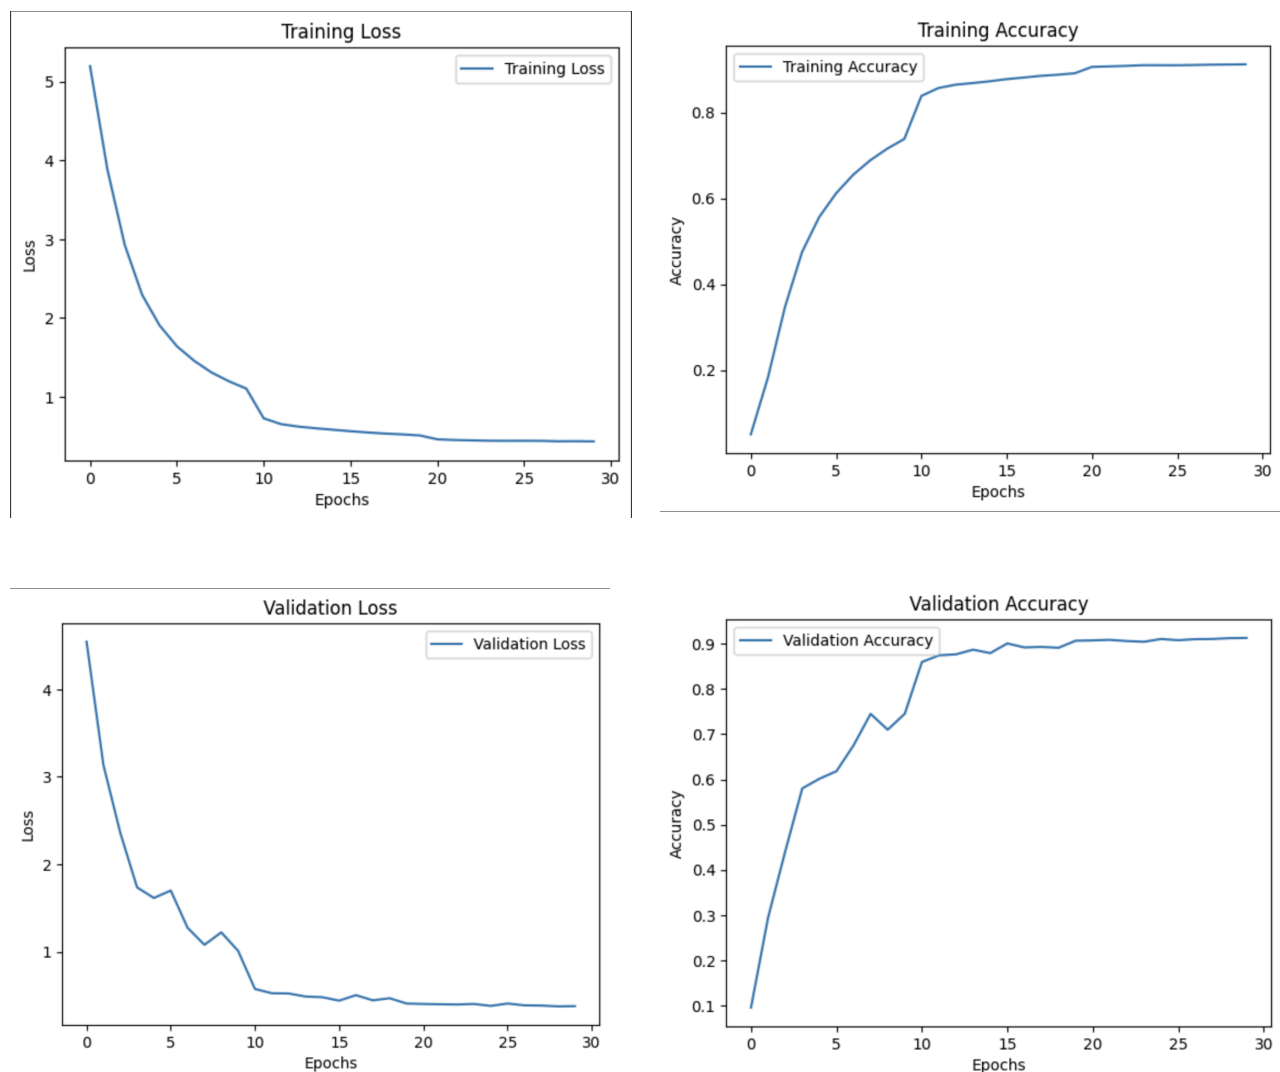 Training Loss
Training Loss
5
4
3
2
1
Loss
0 5 10 15 20 25 30
Epochs
Training Accuracy
Training Accuracy
0.8
0.6
0.4
0.2
Accuracy
0 5 10 15 20 25 30
Epochs
Validation Loss
Validation Loss
4
3
2
1
Loss
0 5 10 15 20 25 30
Epochs
Validation Accuracy
Validation Accuracy
0.9
0.8
0.7
0.6
0.5
0.4
0.3
0.2
0.1
Accuracy
0 5 10 15 20 25 30
Epochs